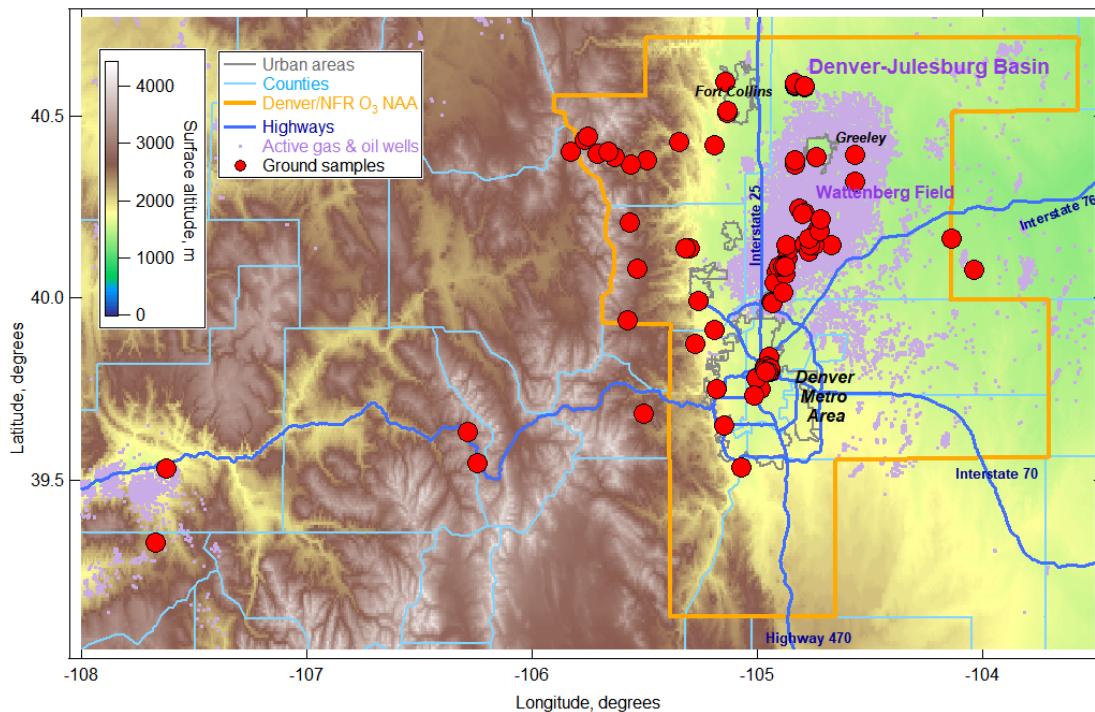 4000
3000
2000
1000
0
Surface altitude, m
Urban areas
Counties
Denver/NFR O₃ NAA
Highways
Active gas & oil wells
Ground samples
Denver-Julesburg Basin
Fort Collins
Greeley
Wattenberg Field
Interstate 25
Interstate 76
Denver
Metro
Area
Interstate 70
Highway 470
40.5
40.0
39.5
Latitude, degrees
-108
-107
-106
-105
-104
Longitude, degrees